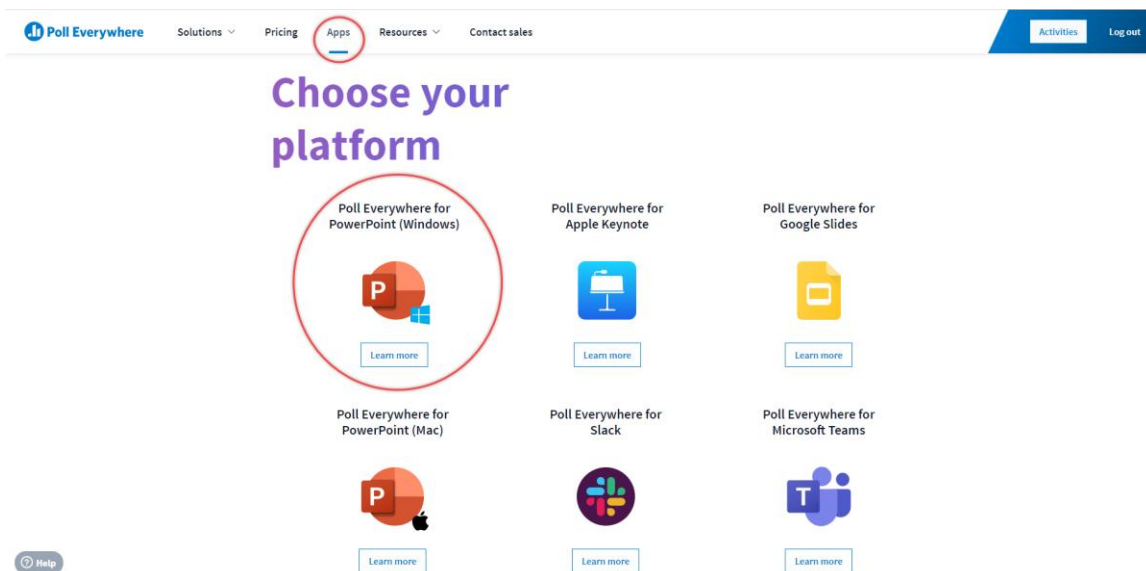 Poll Everywhere Solutions Pricing Apps Resources Contact sales Activities Log out
Choose your
platform
Poll Everywhere for
PowerPoint (Windows)
Poll Everywhere for
Apple Keynote
Poll Everywhere for
Google Slides
P
Learn more
Learn more
Learn more
Poll Everywhere for
PowerPoint (Mac)
Poll Everywhere for
Slack
Poll Everywhere for
Microsoft Teams
P
T
Learn more
Learn more
Learn more
? Help